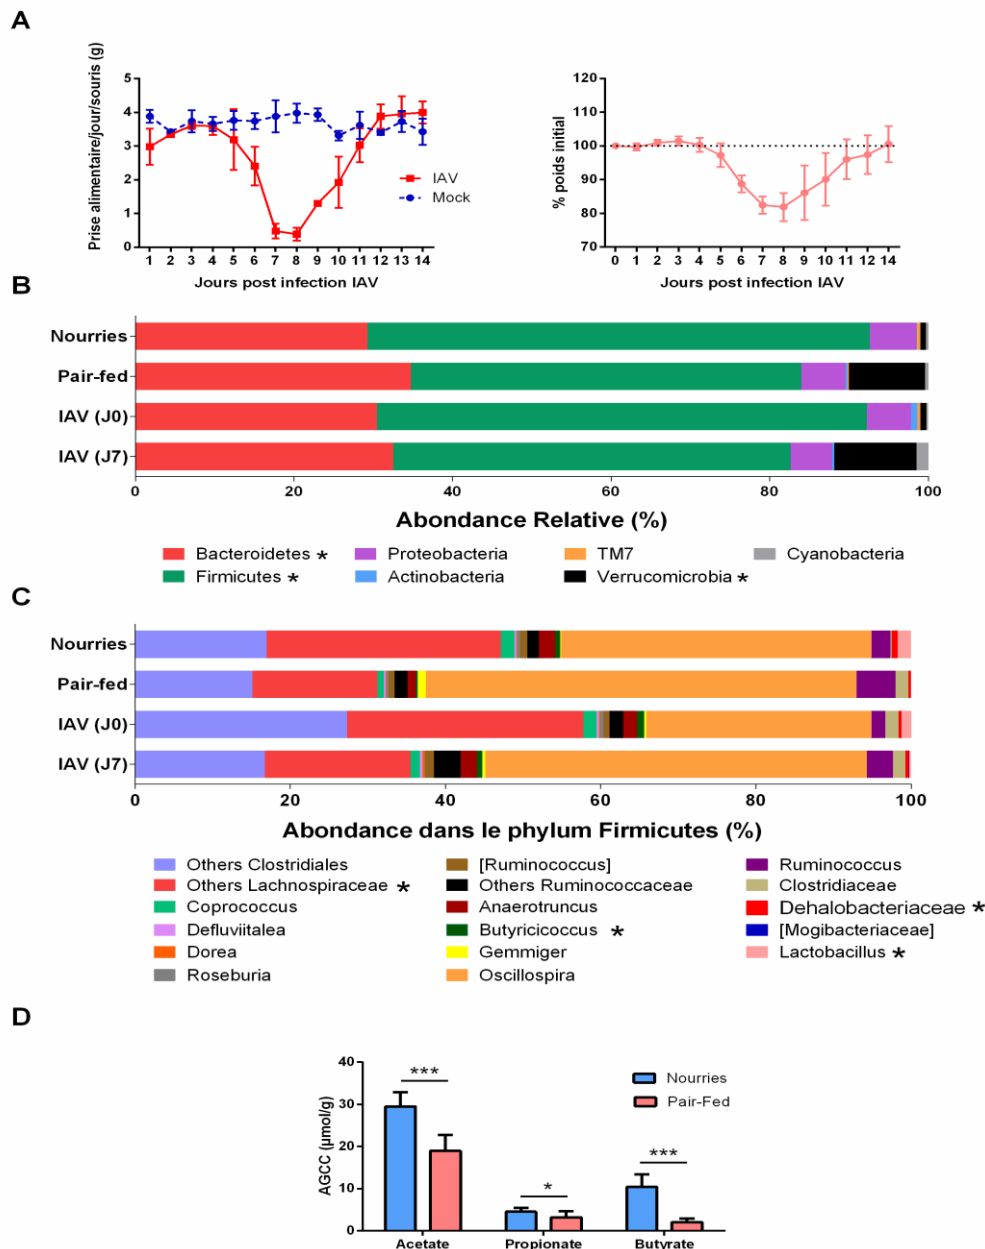 A
Prise alimentaire/jour/souris (g)
5
4
3
2
1
0
IAV
Mock
1 2 3 4 5 6 7 8 9 10 11 12 13 14
Jours post infection IAV
% poids initial
120
110
100
90
80
70
0 1 2 3 4 5 6 7 8 9 10 11 12 14
Jours post infection IAV
B
Nourries
Pair-fed
IAV (J0)
IAV (J7)
0 20 40 60 80 100
Abondance Relative (%)
Bacteroidetes * Proteobacteria TM7 Cyanobacteria
Firmicutes * Actinobacteria Verrucomicrobia *
C
Nourries
Pair-fed
IAV (J0)
IAV (J7)
0 20 40 60 80 100
Abondance dans le phylum Firmicutes (%)
Others Clostridiales [Ruminococcus] Ruminococcus
Others Lachnospiraceae * Others Ruminococcaceae Clostridiaceae
Coprococcus Anaerotruncus Dehalobacteriaceae *
Defluviitalea Butyricicoccus * [Mogibacteriaceae]
Dorea Gemmiger Lactobacillus *
Roseburia Oscillospira
D
AGCC (µmol/g)
40
30
20
10
0
*** * ***
Nourries
Pair-Fed
Acetate Propionate Butyrate